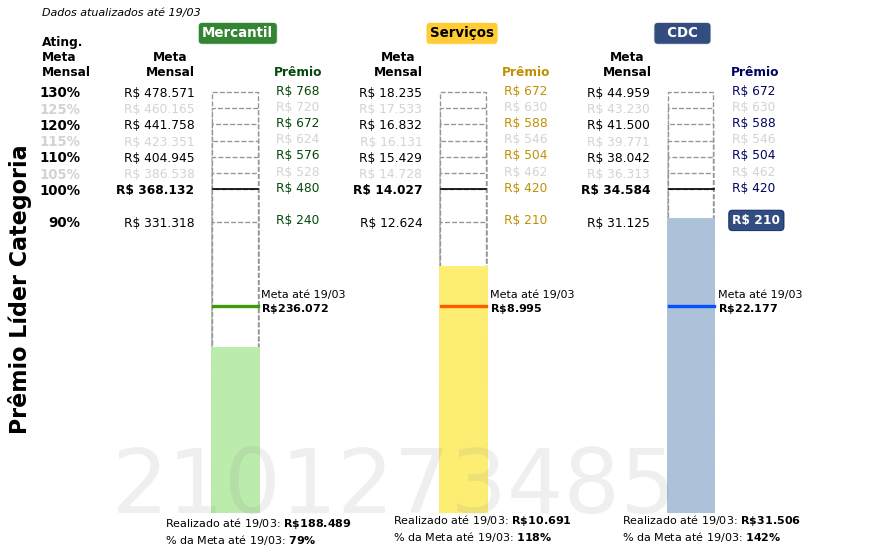 Dados atualizados até 19/03
Mercantil Serviços CDC
Ating. Meta Mensal
Meta Mensal Prêmio Meta Mensal Prêmio Meta Mensal Prêmio
130% R$ 478.571 R$ 768 R$ 18.235 R$ 672 R$ 44.959 R$ 672
125% R$ 460.165 R$ 720 R$ 17.533 R$ 630 R$ 43.230 R$ 630
120% R$ 441.758 R$ 672 R$ 16.832 R$ 588 R$ 41.500 R$ 588
115% R$ 423.351 R$ 624 R$ 16.131 R$ 546 R$ 39.771 R$ 546
110% R$ 404.945 R$ 576 R$ 15.429 R$ 504 R$ 38.042 R$ 504
105% R$ 386.538 R$ 528 R$ 14.728 R$ 462 R$ 36.313 R$ 462
100% R$ 368.132 R$ 480 R$ 14.027 R$ 420 R$ 34.584 R$ 420
90% R$ 331.318 R$ 240 R$ 12.624 R$ 210 R$ 31.125 R$ 210
Prêmio Líder Categoria
Meta até 19/03 Meta até 19/03 Meta até 19/03
R$236.072 R$8.995 R$22.177
2101273485
Realizado até 19/03: R$188.489 Realizado até 19/03: R$10.691 Realizado até 19/03: R$31.506
% da Meta até 19/03: 79% % da Meta até 19/03: 118% % da Meta até 19/03: 142%